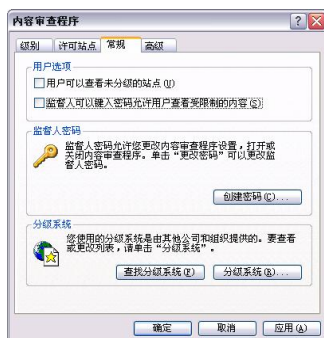 内容审查程序
级别 许可站点 常规 高级
用户选项
用户可以查看未分级的站点(U)
监督人可以键入密码允许用户查看受限制的内容(S)
监督人密码
监督人密码允许您更改内容审查程序设置，打开或
关闭内容审查程序。单击“更改密码”可以更改监
督人密码。
创建密码(C)...
分级系统
您使用的分级系统是由其他公司和组织提供的。要查看
或更改列表，请单击“分级系统”。
查找分级系统(F) 分级系统(R)...
确定 取消 应用(A)